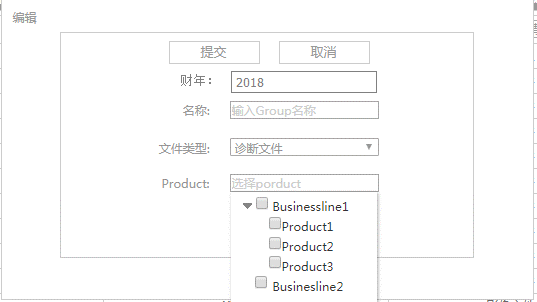 编辑
提交 取消
财年： 2018
名称: 输入Group名称
文件类型: 诊断文件
Product: 选择porduct
Businessline1
Product1
Product2
Product3
Businesline2